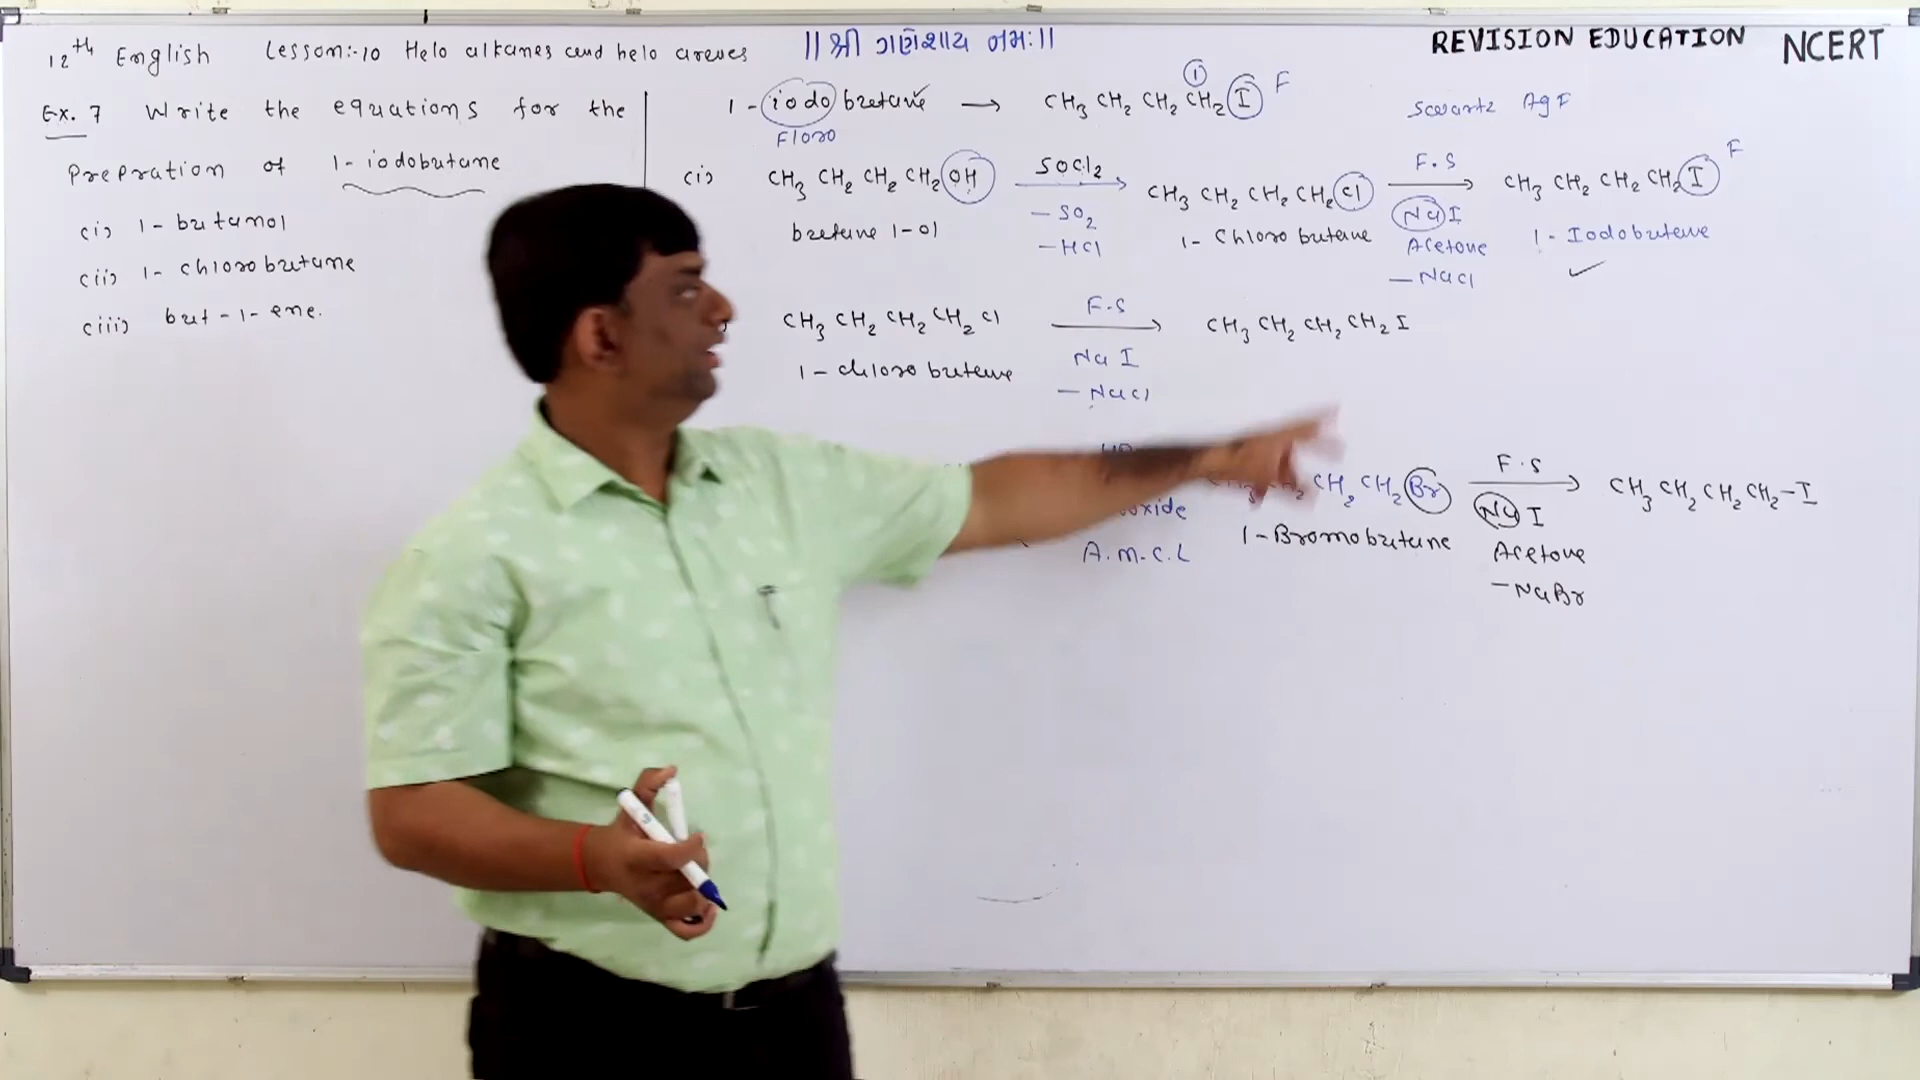 12th English Lesson:-10 Helo alkanes and helo arenes
|| श्री गणेशाय नमः||
REVISION EDUCATION NCERT
Ex. 7 Write the equations for the
Prepration of 1-iodobutane
(i) 1-butanol
(ii) 1-chlorobutane
(iii) but-1-ene.
1-iodo butane → CH3 CH2 CH2 CH2 I F
①
Floro
Swartz AgF
(i) CH3 CH2 CH2 CH2 OH SOCl2 CH3 CH2 CH2 CH2 Cl F.S CH3 CH2 CH2 CH2 I F
-SO2 NaI
butane 1-ol -HCl 1-Chloro butane Acetone 1-Iodobutane
-NaCl
CH3 CH2 CH2 CH2 Cl F.S CH3 CH2 CH2 CH2 I
1-chloro butane NaI
-NaCl
CH2 CH2 Br F.S CH3 CH2 CH2 CH2-I
oxide NaI
A.M.C.L 1-Bromobutane Acetone
-NaBr